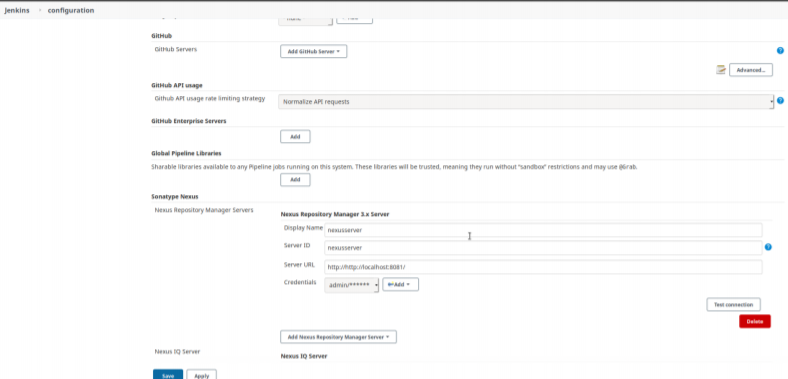 Jenkins › configuration
GitHub
GitHub Servers
Add GitHub Server
Advanced...
GitHub API usage
Github API usage rate limiting strategy
Normalize API requests
GitHub Enterprise Servers
Add
Global Pipeline Libraries
Sharable libraries available to any Pipeline jobs running on this system. These libraries will be trusted, meaning they run without "sandbox" restrictions and may use @Grab.
Add
Sonatype Nexus
Nexus Repository Manager Servers
Nexus Repository Manager 3.x Server
Display Name nexusserver
Server ID nexusserver
Server URL http://http://localhost:8081/
Credentials admin/****** Add
Test connection
Delete
Add Nexus Repository Manager Server
Nexus IQ Server
Nexus IQ Server
Save Apply